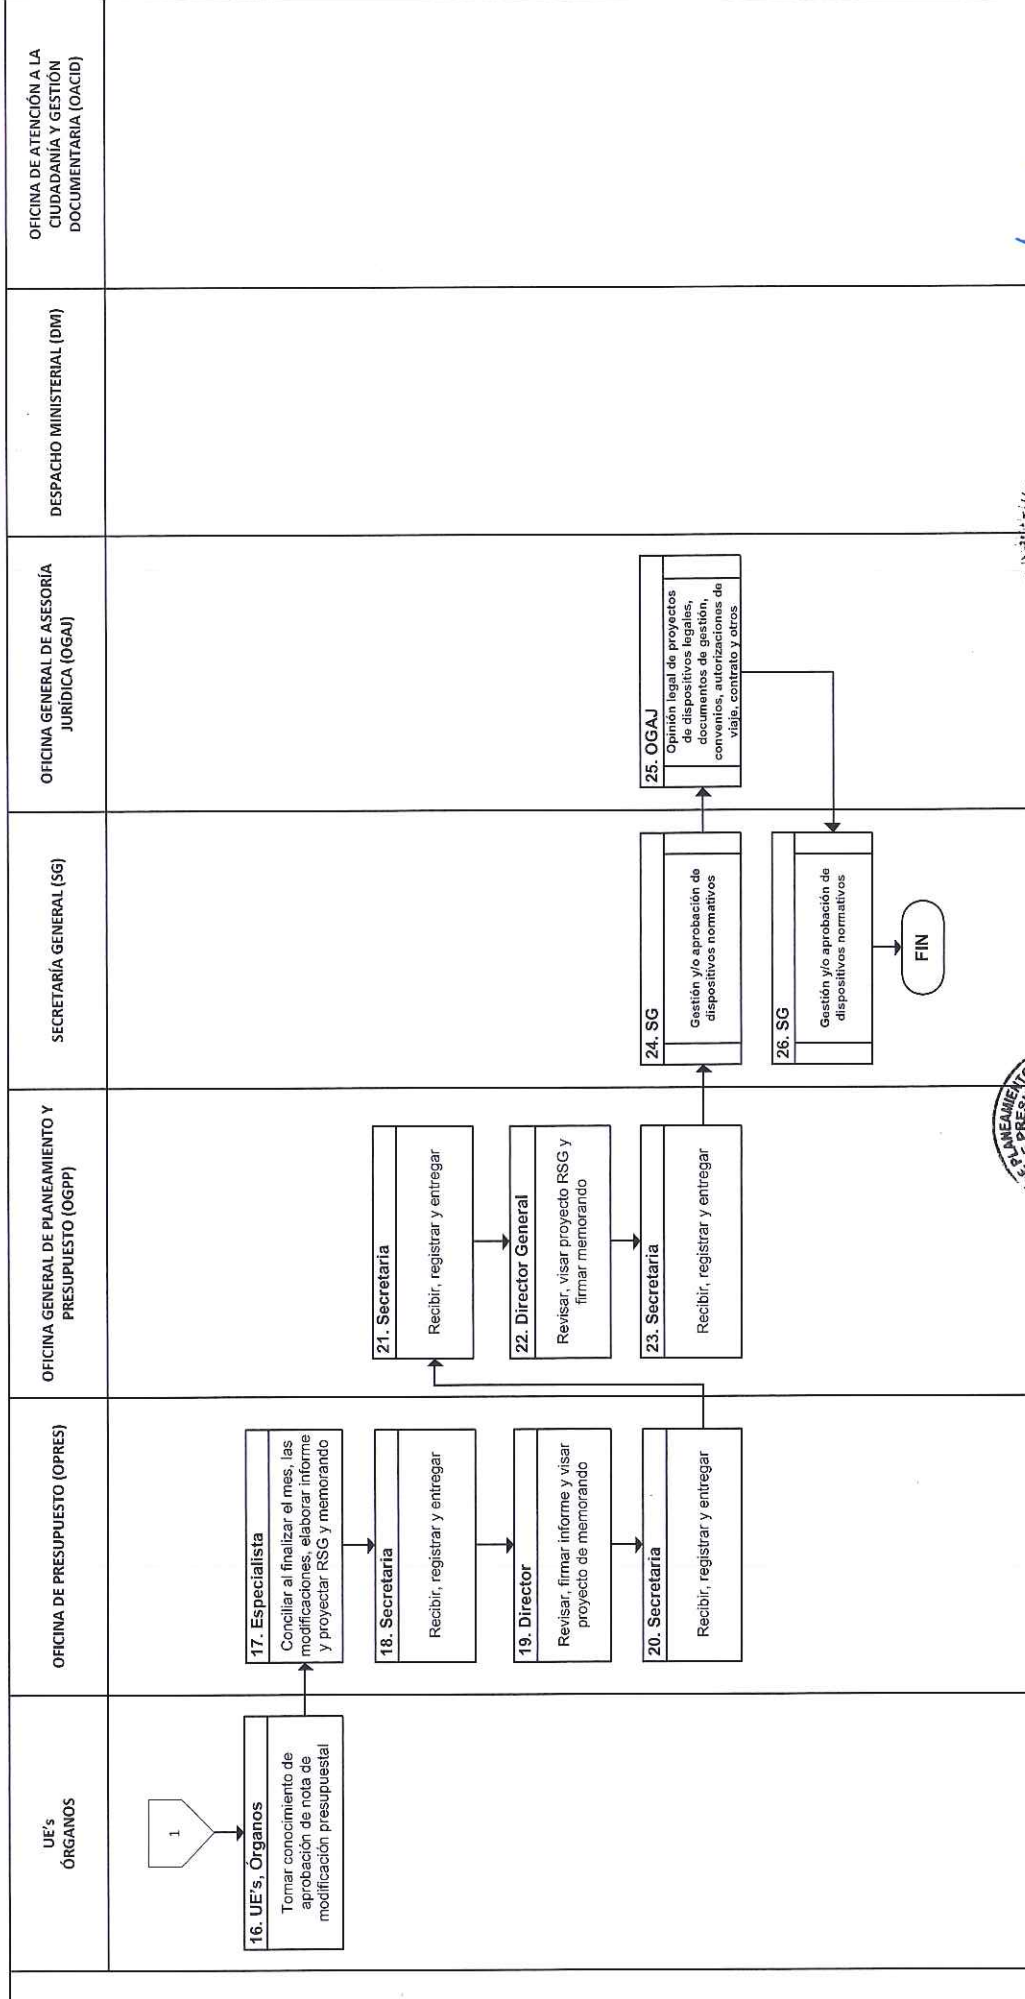 UE's
ÓRGANOS
OFICINA DE PRESUPUESTO (OPRES)
OFICINA GENERAL DE PLANEAMIENTO Y
PRESUPUESTO (OGPP)
SECRETARÍA GENERAL (SG)
OFICINA GENERAL DE ASESORÍA
JURÍDICA (OGAJ)
DESPACHO MINISTERIAL (DM)
OFICINA DE ATENCIÓN A LA
CIUDADANÍA Y GESTIÓN
DOCUMENTARIA (OACID)
1
16. UE's, Órganos
Tomar conocimiento de
aprobación de nota de
modificación presupuestal
17. Especialista
Conciliar al finalizar el mes, las
modificaciones, elaborar informe
y proyectar RSG y memorando
18. Secretaria
Recibir, registrar y entregar
19. Director
Revisar, firmar informe y visar
proyecto de memorando
20. Secretaria
Recibir, registrar y entregar
21. Secretaria
Recibir, registrar y entregar
22. Director General
Revisar, visar proyecto RSG y
firmar memorando
23. Secretaria
Recibir, registrar y entregar
24. SG
Gestión y/o aprobación de
dispositivos normativos
25. OGAJ
Opinión legal de proyectos
de dispositivos legales,
documentos de gestión,
convenios, autorizaciones de
viaje, contrato y otros
26. SG
Gestión y/o aprobación de
dispositivos normativos
FIN
PLANEAMIENTO